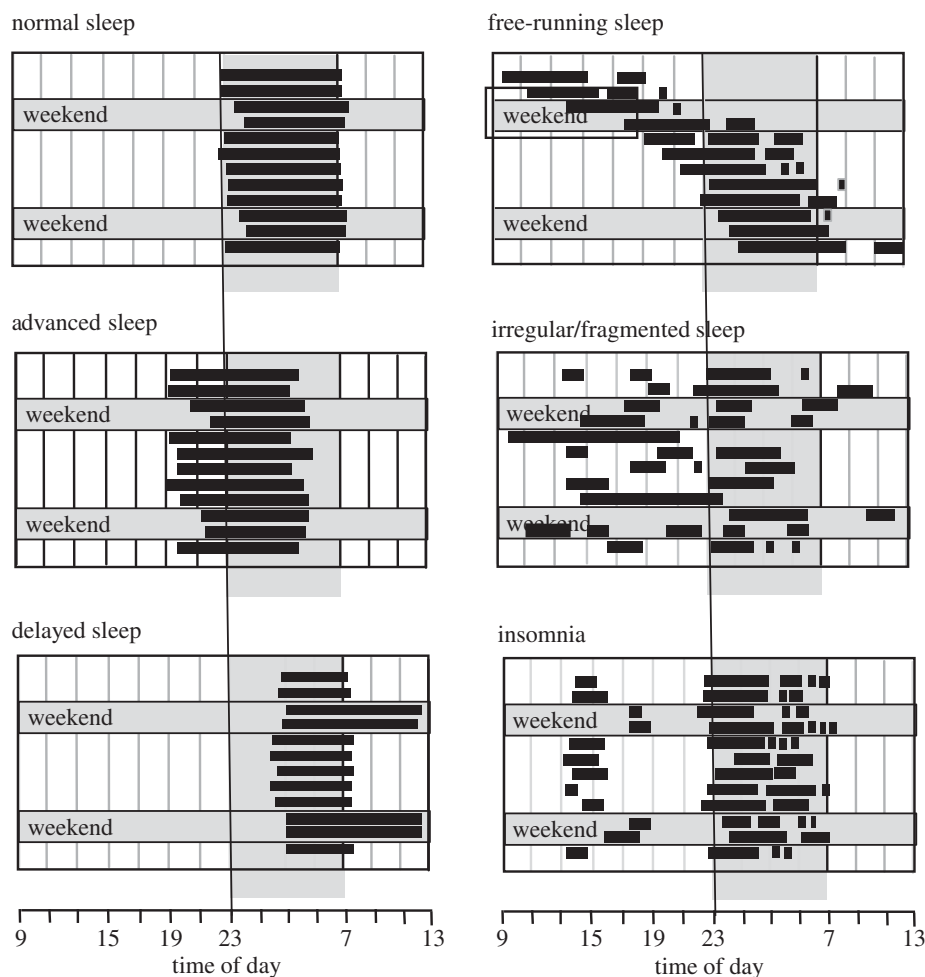 normal sleep
weekend
weekend
advanced sleep
weekend
weekend
delayed sleep
weekend
weekend
9 15 19 23 7 13
time of day
free-running sleep
weekend
weekend
irregular/fragmented sleep
weekend
weekend
insomnia
weekend
weekend
9 15 19 23 7 13
time of day